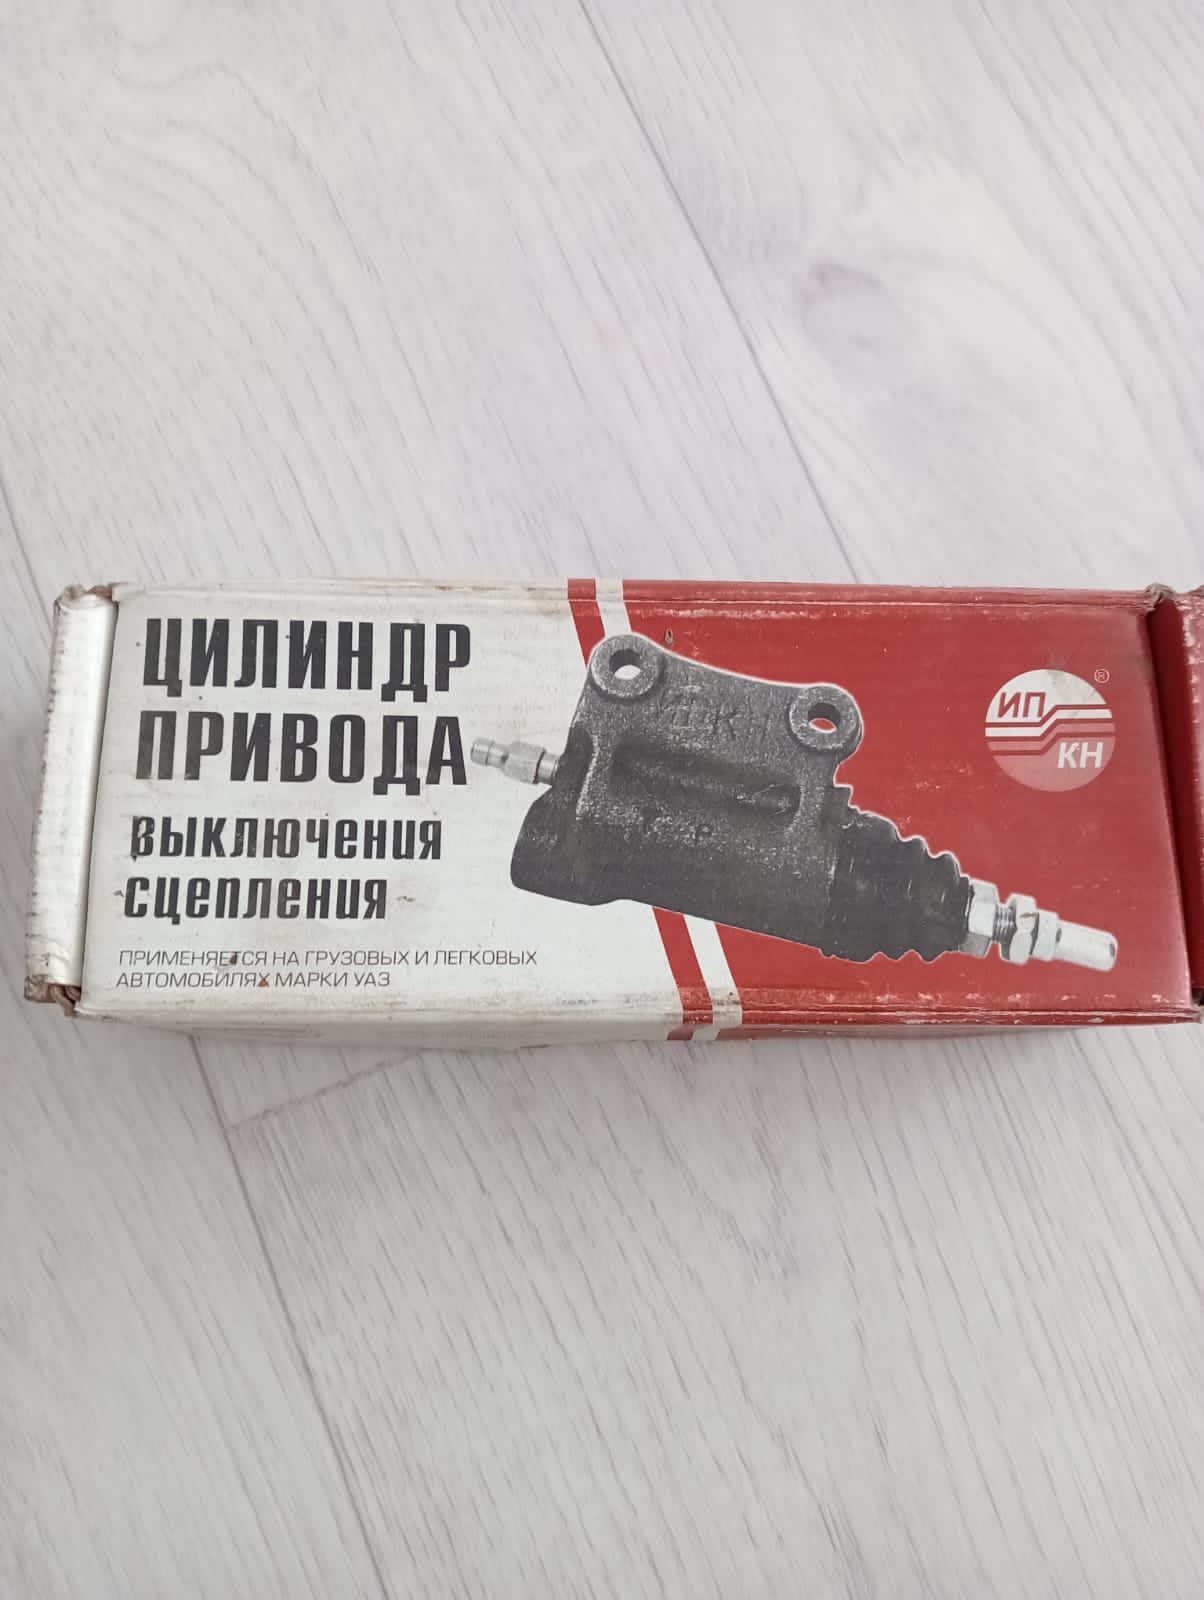 ЦИЛИНДР
ПРИВОДА
ВЫКЛЮЧЕНИЯ
СЦЕПЛЕНИЯ
ПРИМЕНЯЕТСЯ НА ГРУЗОВЫХ И ЛЕГКОВЫХ
АВТОМОБИЛЯХ МАРКИ УАЗ
ИП
КН
®